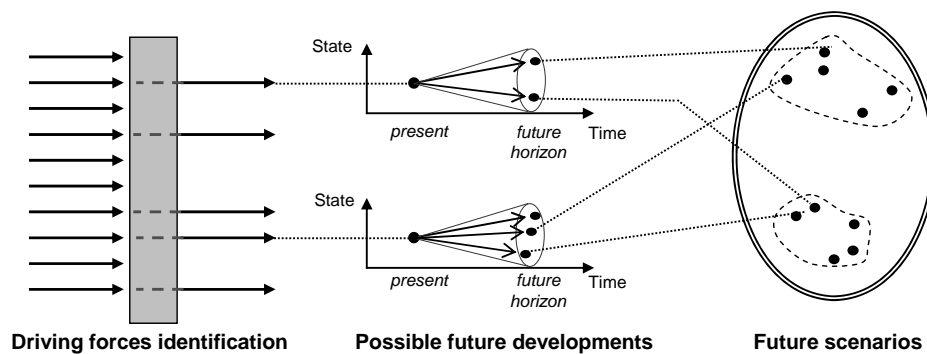 State
present
future
horizon
Time
State
present
future
horizon
Time
Driving forces identification
Possible future developments
Future scenarios